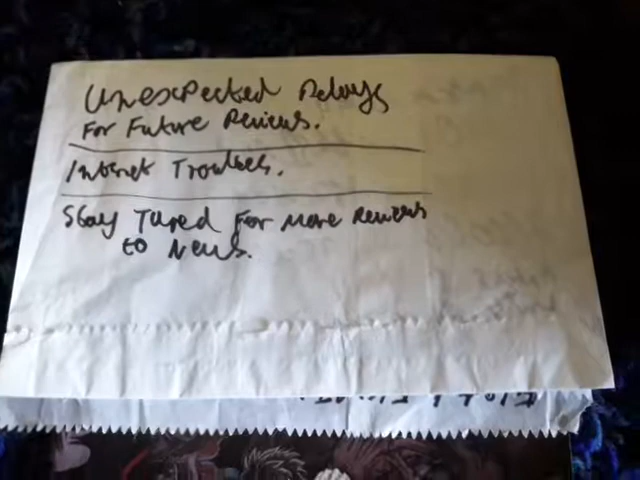 Unexpected Delays
For Future Reviews.
Internet Troubles.
Stay Tuned For More Reviews
to News.